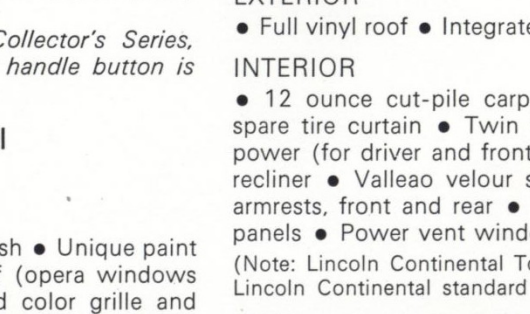 Collector's Series,
handle button is
l
sh ● Unique paint
(opera windows
d color grille and
EXTERIOR
● Full vinyl roof ● Integrate
INTERIOR
● 12 ounce cut-pile carp
spare tire curtain ● Twin
power (for driver and front
recliner ● Valleao velour s
armrests, front and rear ●
panels ● Power vent wind
(Note: Lincoln Continental To
Lincoln Continental standard